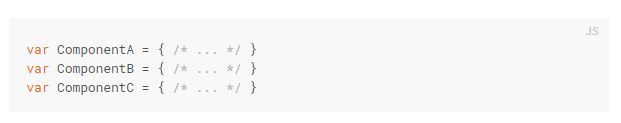 JS
var ComponentA = { /* ... */ }
var ComponentB = { /* ... */ }
var ComponentC = { /* ... */ }